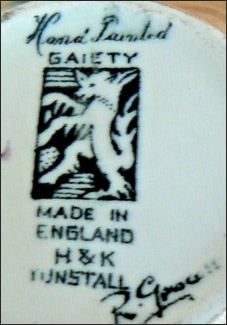 Hand Painted
GAIETY
MADE IN
ENGLAND
H & K
TUNSTALL